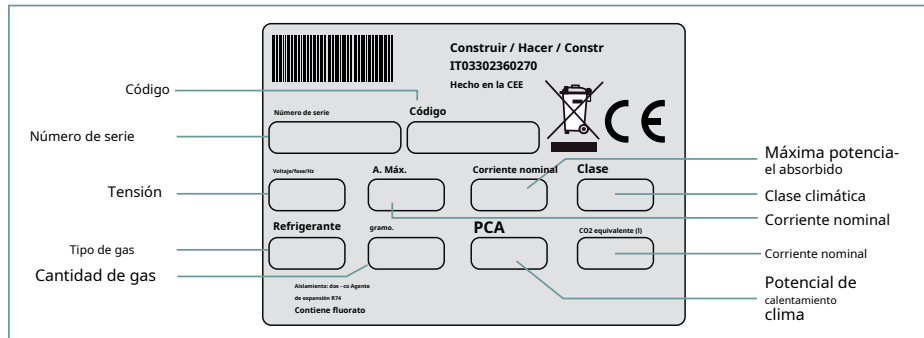 Construir / Hacer / Constr
IT03302360270
Hecho en la CEE
Código
Número de serie
Código
Número de serie
Voltaje/fase/Hz
A. Máx.
Corriente nominal
Clase
Máxima potencia-
el absorbido
Tensión
Clase climática
Corriente nominal
Refrigerante
gramo.
PCA
CO2 equivalente (l)
Tipo de gas
Corriente nominal
Cantidad de gas
Potencial de
calentamiento
clima
Aislamiento: dos - co Agente
de expansión R74
Contiene fluorato
CE